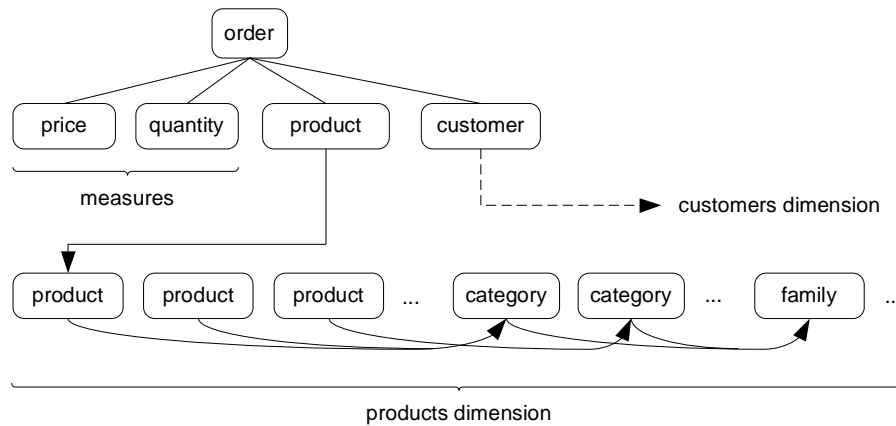 order
price quantity product customer
measures
customers dimension
product product product ... category category ... family ...
products dimension